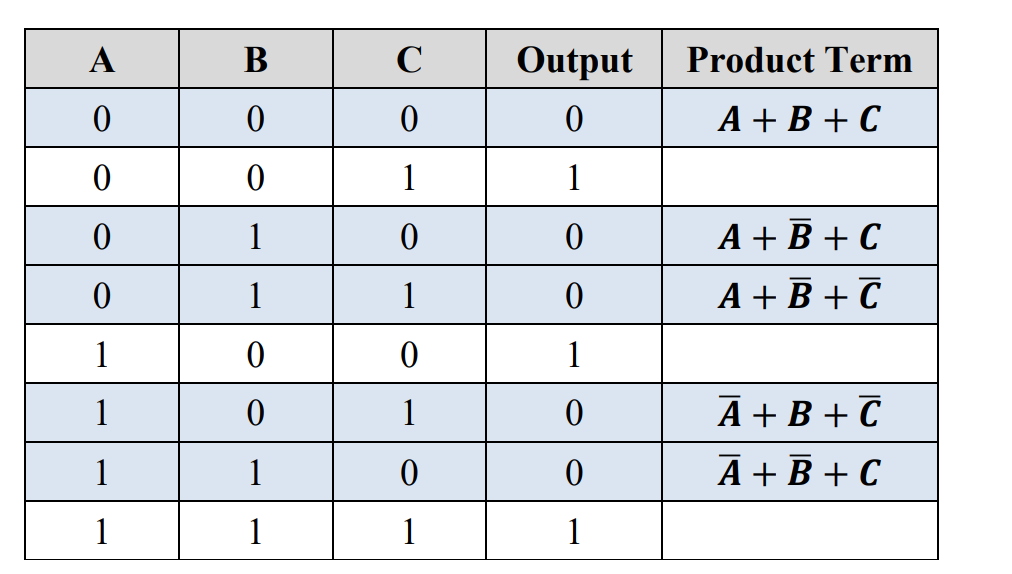 A B C Output Product Term
0 0 0 0 A + B + C
0 0 1 1
0 1 0 0 A + B̅ + C
0 1 1 0 A + B̅ + C̅
1 0 0 1
1 0 1 0 A̅ + B + C̅
1 1 0 0 A̅ + B̅ + C
1 1 1 1